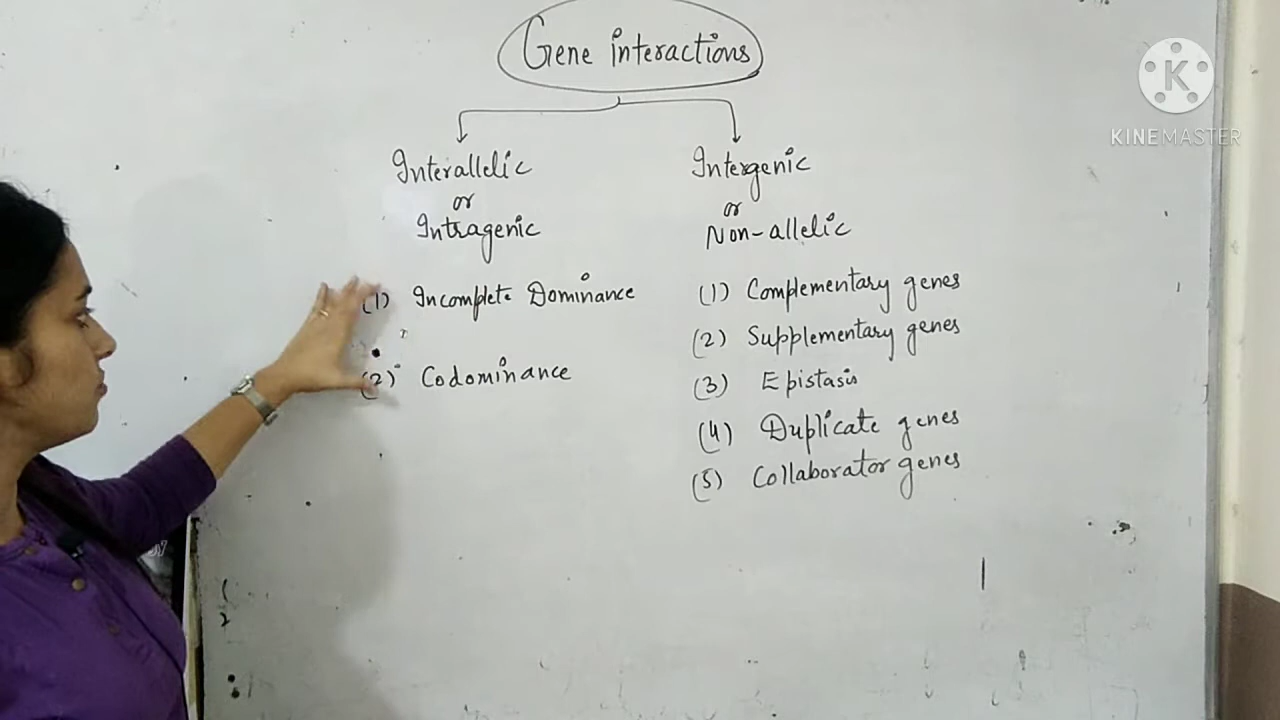 Gene interactions
Interallelic
or
Intragenic
(1) Incomplete Dominance
(2) Codominance
Intergenic
or
Non-allelic
(1) Complementary genes
(2) Supplementary genes
(3) Epistasis
(4) Duplicate genes
(5) Collaborator genes
K
KINEMASTER